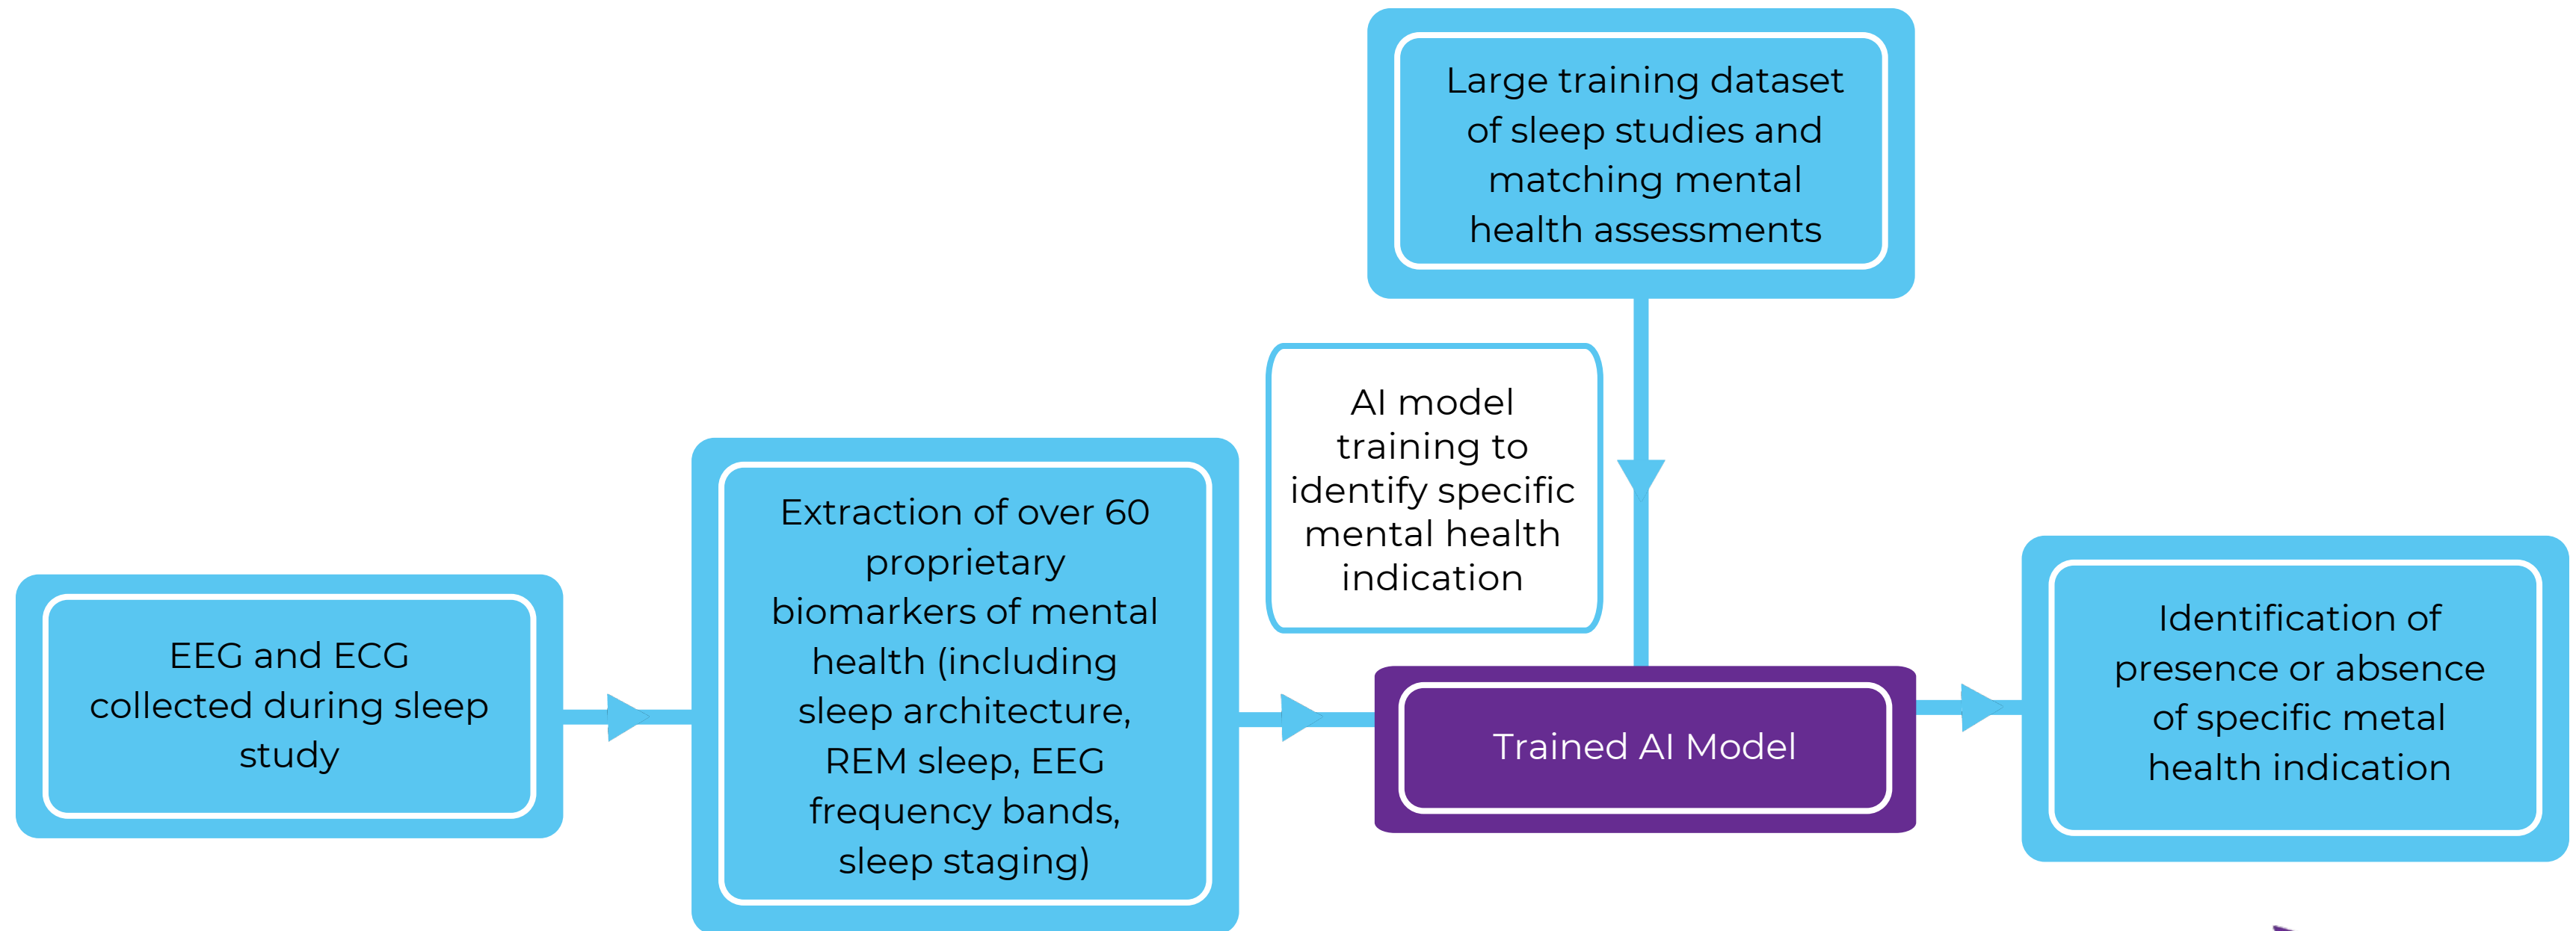 Large training dataset
of sleep studies and
matching mental
health assessments
AI model
training to
identify specific
mental health
indication
EEG and ECG
collected during sleep
study
Extraction of over 60
proprietary
biomarkers of mental
health (including
sleep architecture,
REM sleep, EEG
frequency bands,
sleep staging)
Trained AI Model
Identification of
presence or absence
of specific metal
health indication